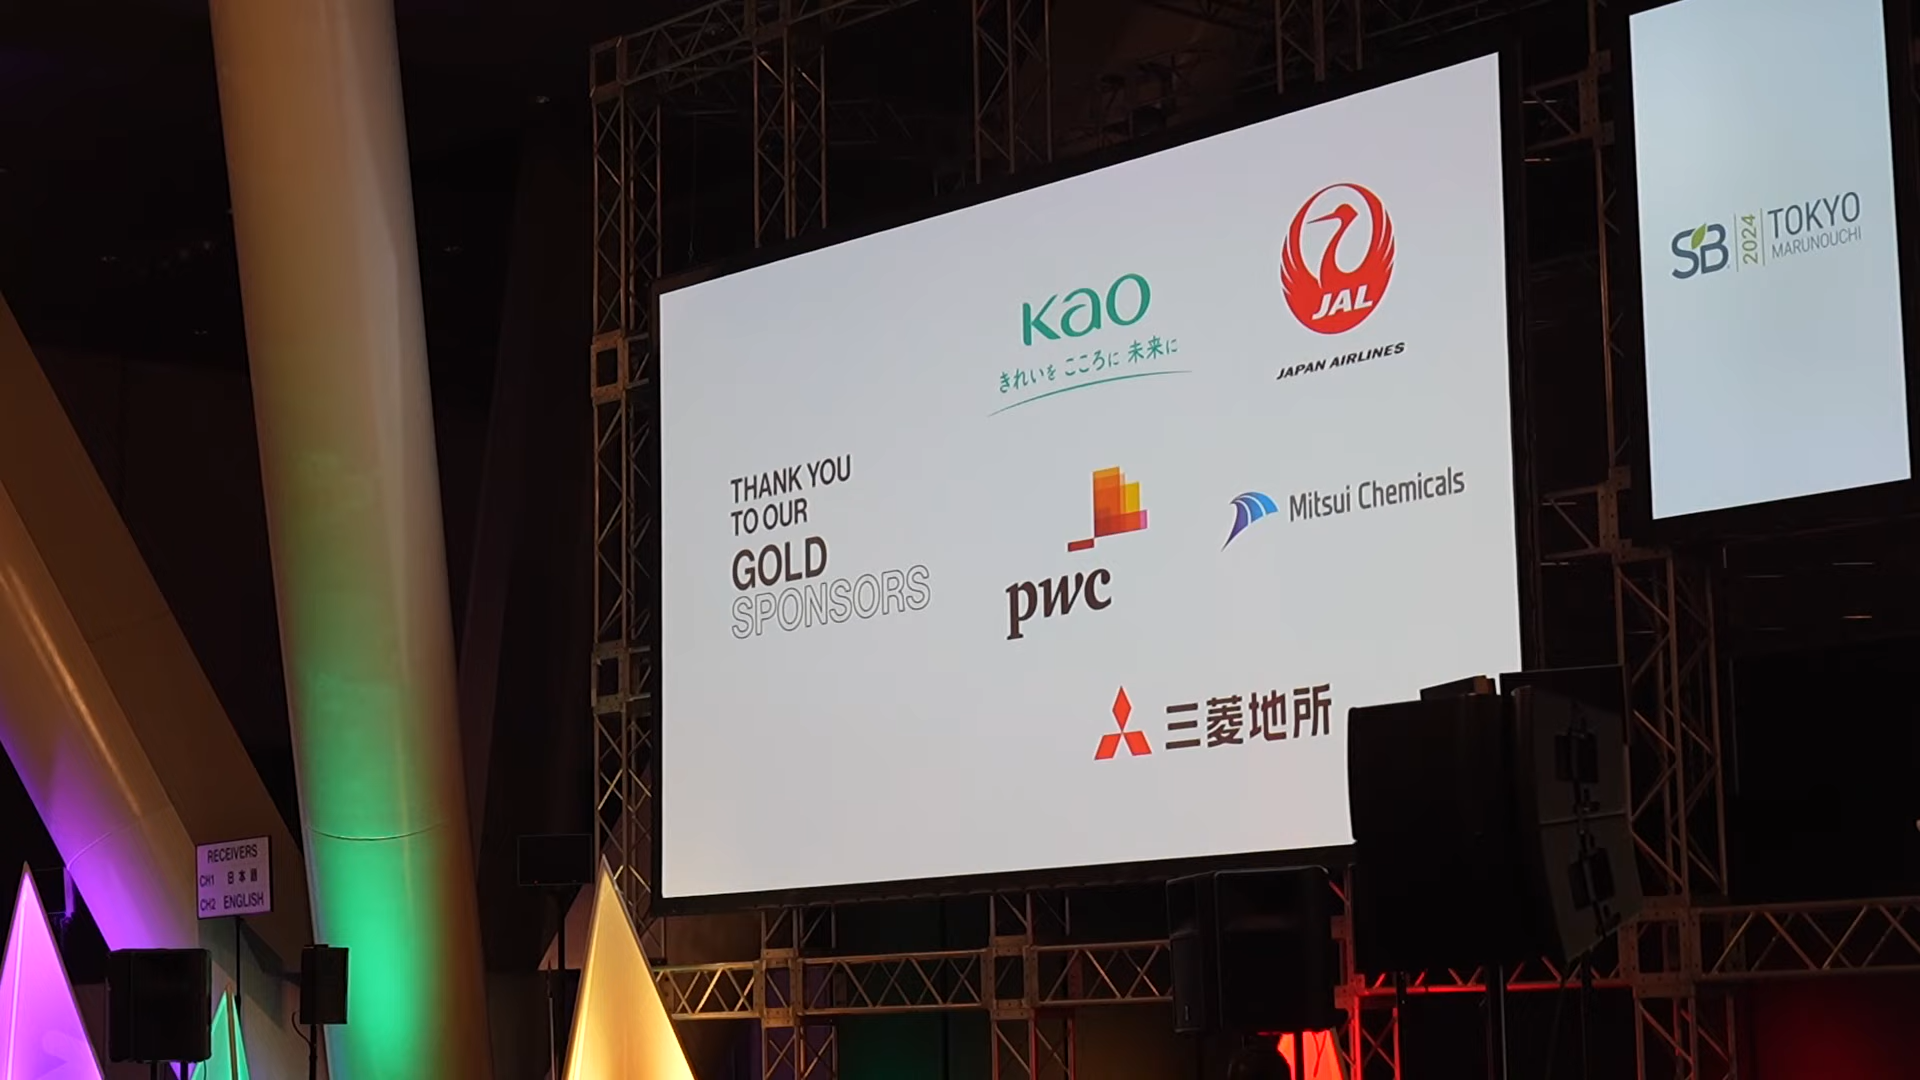 THANK YOU
TO OUR
GOLD
SPONSORS
Kao
きれいを こころに 未来に
JAL
JAPAN AIRLINES
pwc
Mitsui Chemicals
三菱地所
SB
2024
TOKYO
MARUNOUCHI
RECEIVERS
CH1 日本語
CH2 ENGLISH